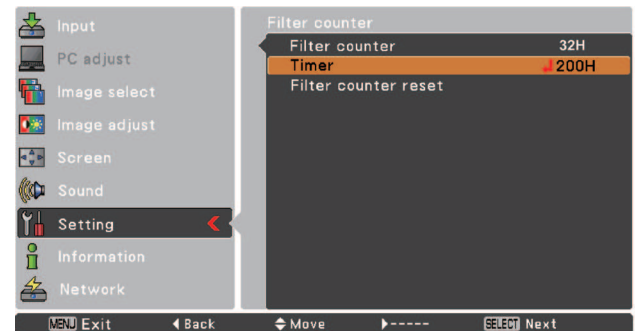 Input
PC adjust
Image select
Image adjust
Screen
Sound
Setting
Information
Network
Filter counter
Filter counter 32H
Timer 200H
Filter counter reset
MENU Exit Back Move ----- SELECT Next